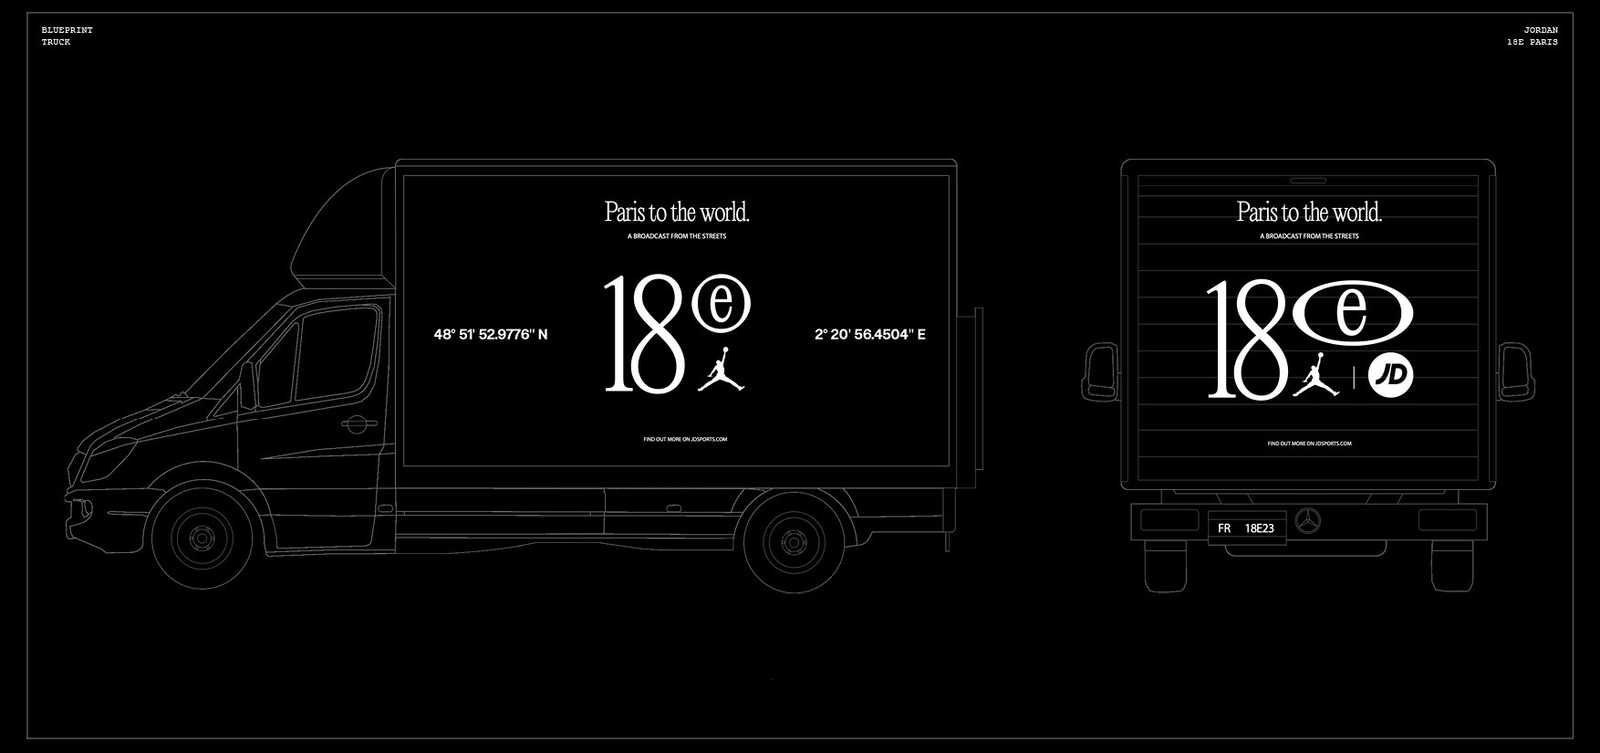 BLUEPRINT
TRUCK
JORDAN
18E PARIS
Paris to the world.
A BROADCAST FROM THE STREETS
18 e
48° 51' 52.9776" N
2° 20' 56.4504" E
FIND OUT MORE ON JDSPORTS.COM
Paris to the world.
A BROADCAST FROM THE STREETS
18 e
JD
FIND OUT MORE ON JDSPORTS.COM
FR 18E23